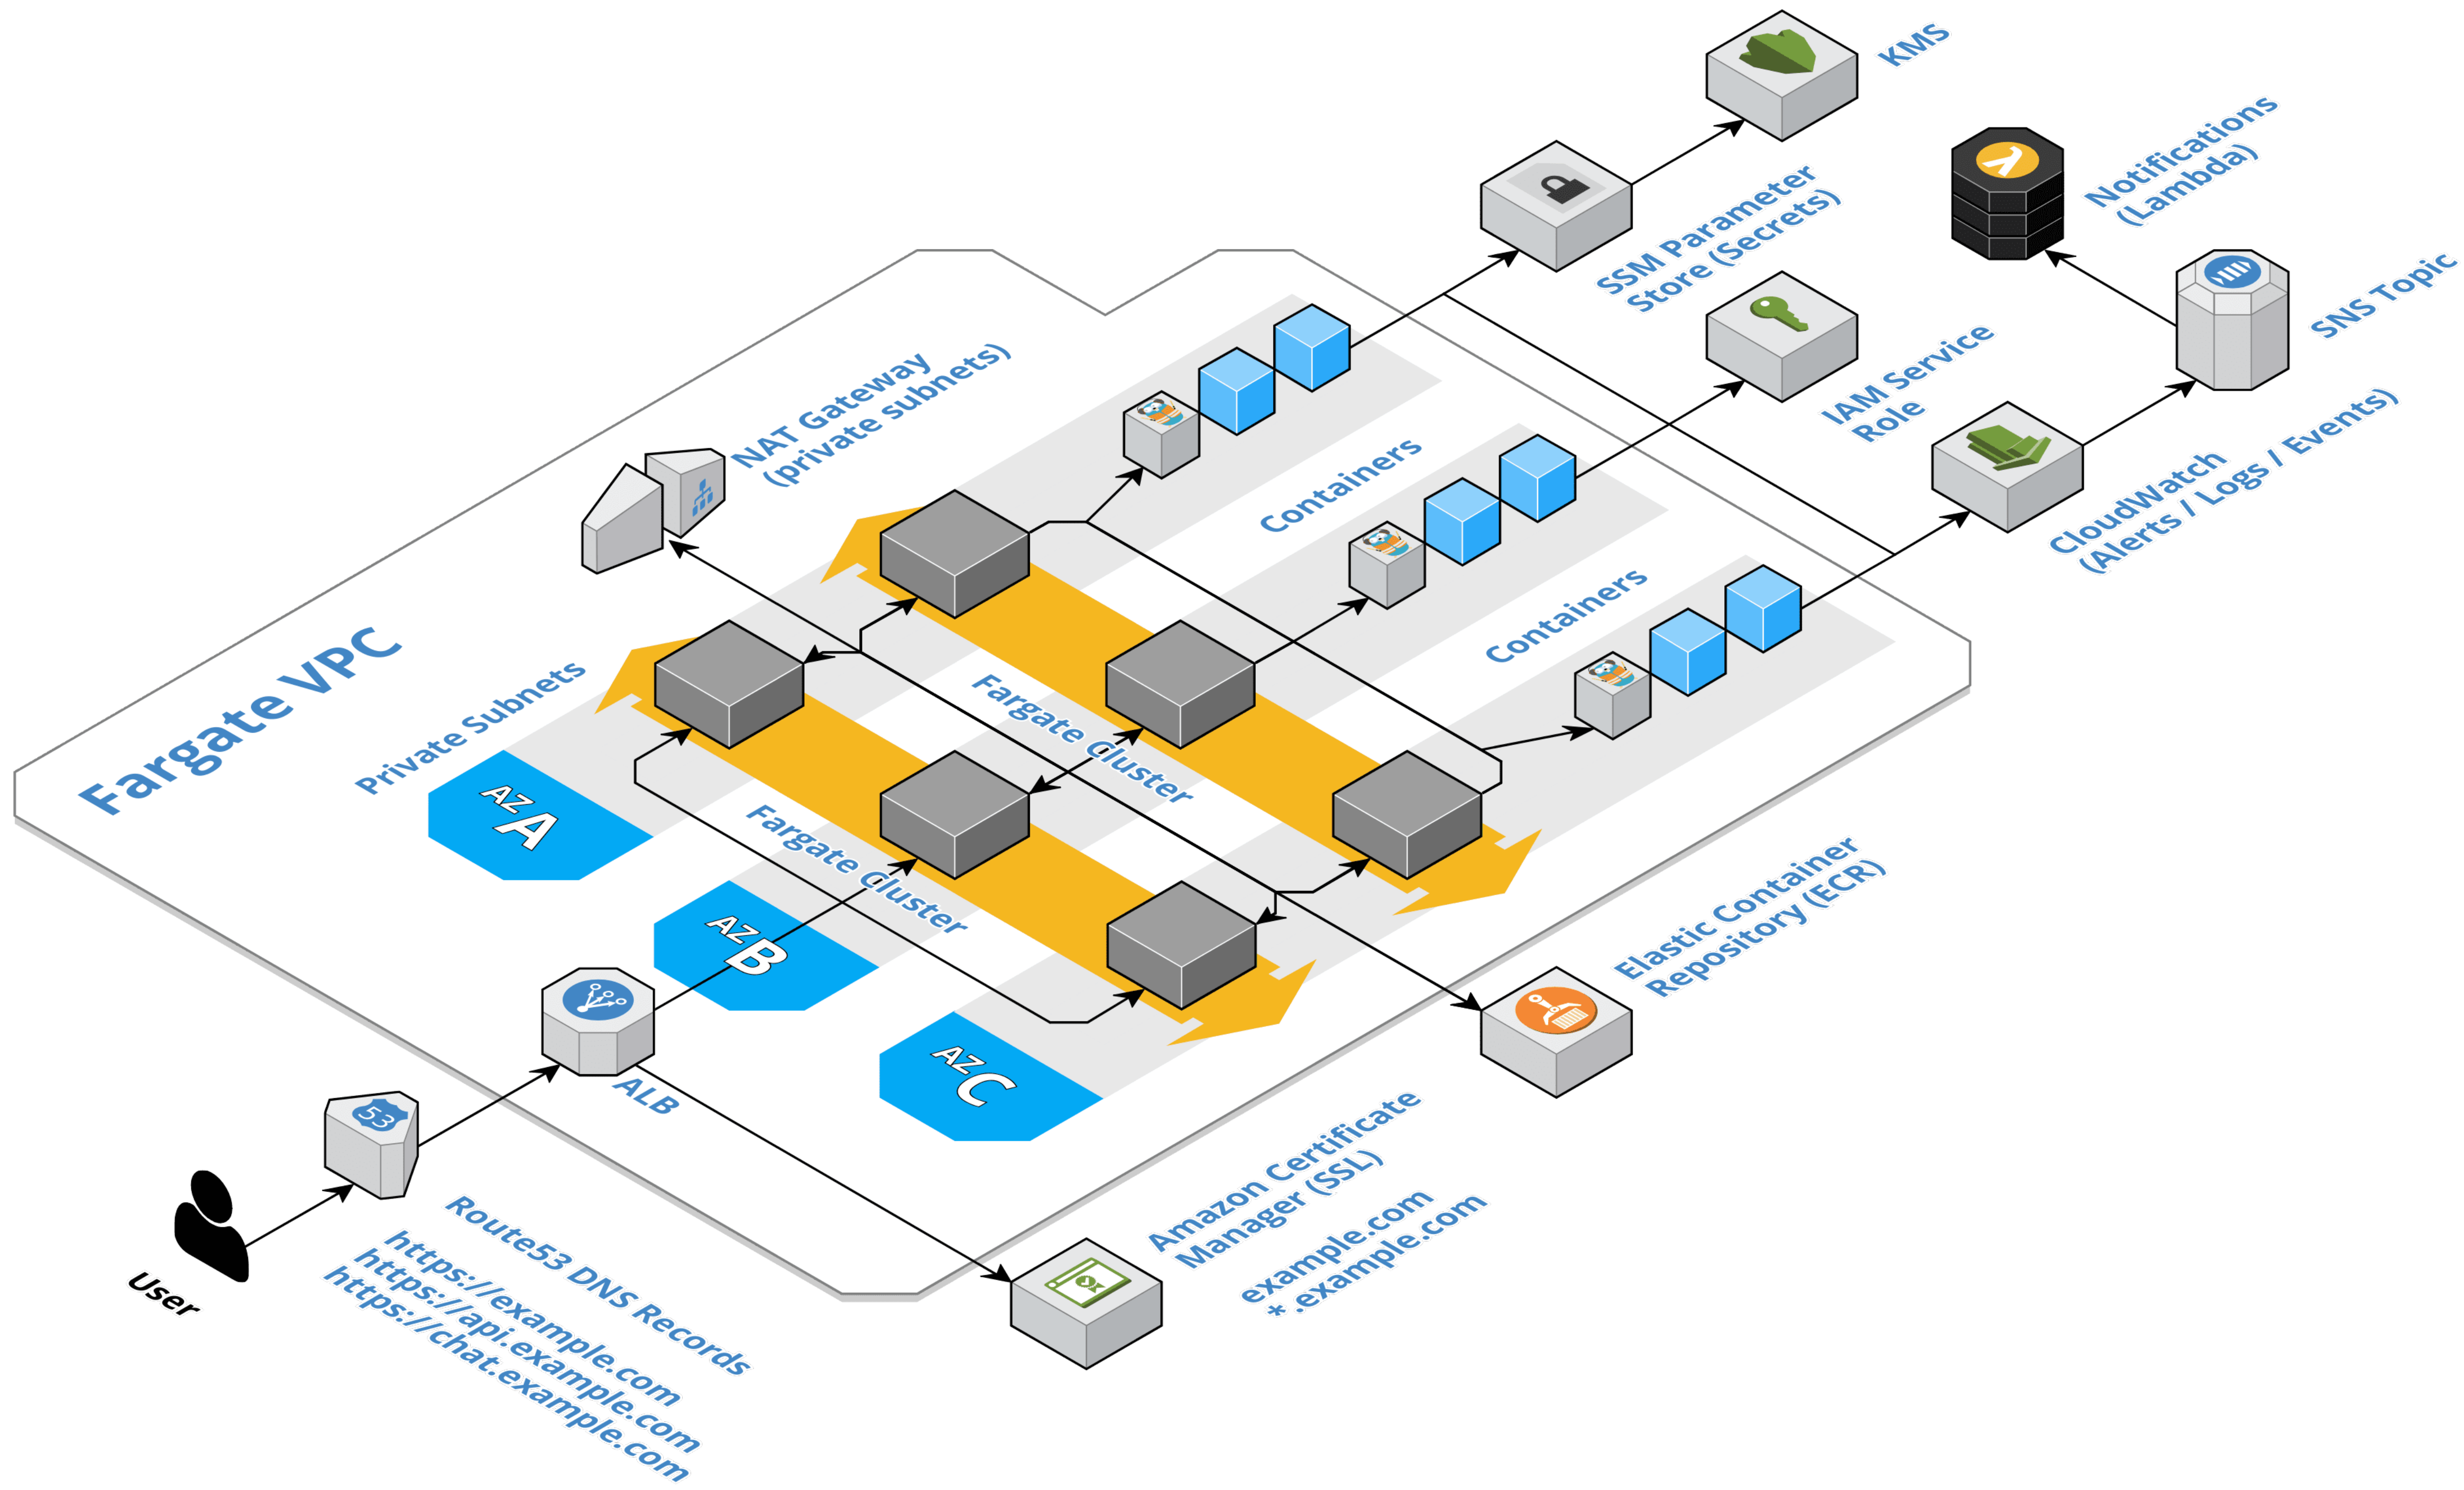 KMS
Notifications
(Lambda)
SSM Parameter
Store (Secrets)
SNS Topic
IAM Service
Role
CloudWatch
(Alerts / Logs / Events)
NAT Gateway
(private subnets)
Containers
Containers
Fargate VPC
Private Subnets
Fargate Cluster
Fargate Cluster
AZ
A
AZ
B
AZ
C
Elastic Container
Repository (ECR)
ALB
53
Amazon Certificate
Manager (SSL)
example.com
*.example.com
User
Route53 DNS Records
https://example.com
https://api.example.com
https://chat.example.com